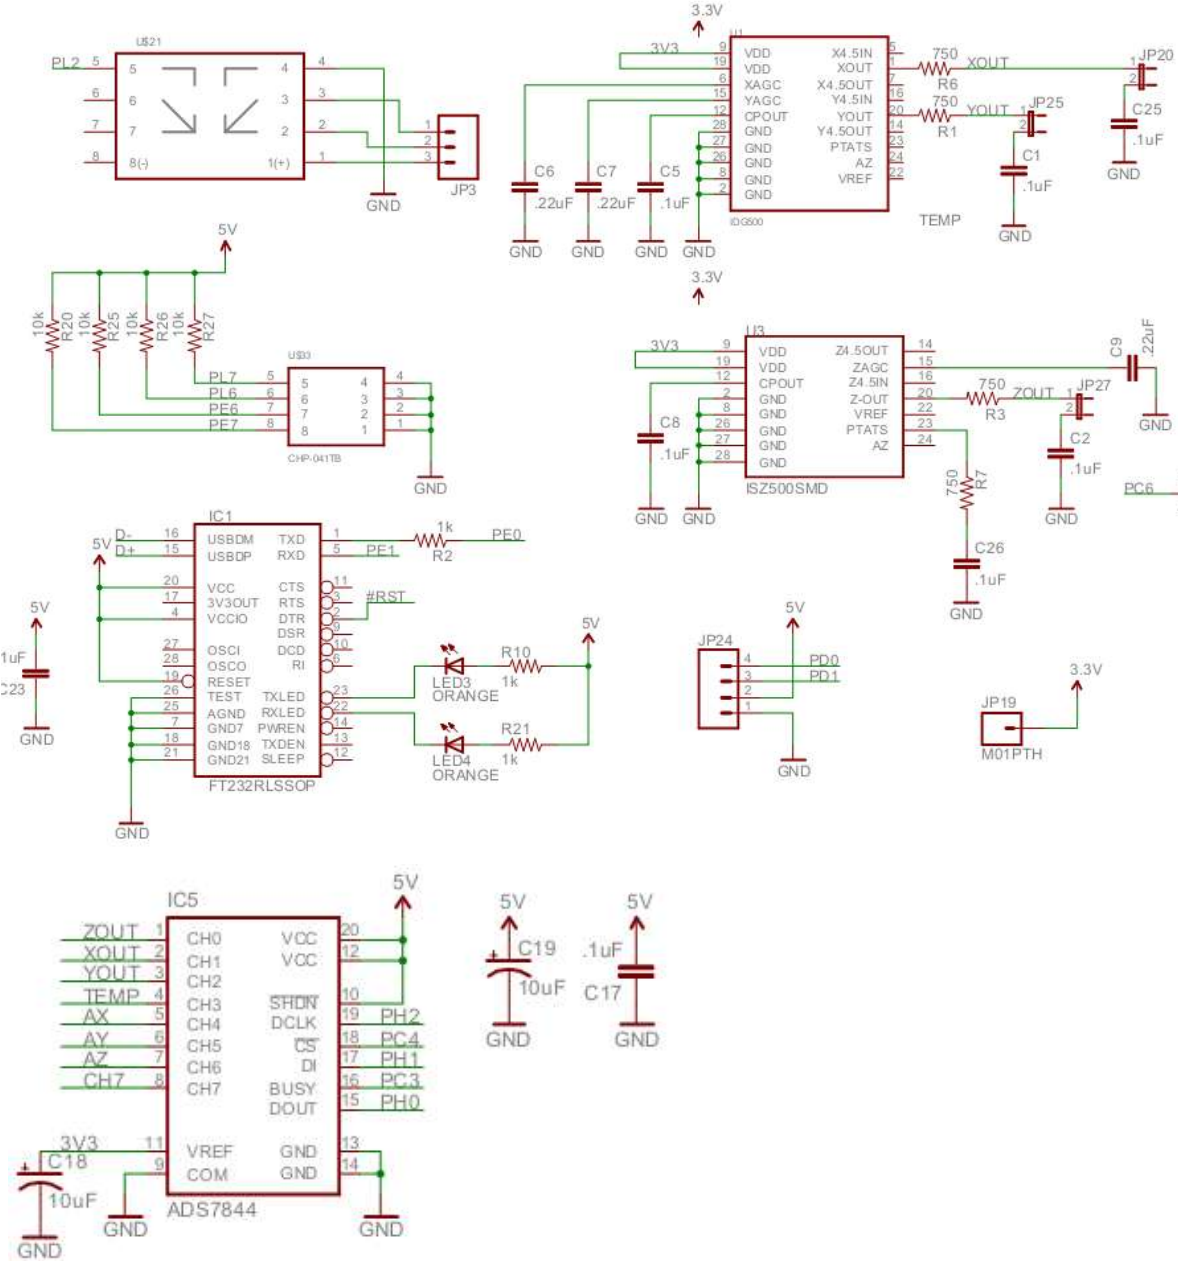 U$21
PL2 5 5 4 4
6 6 3 3
7 7 2 2
8 8(-) 1(+) 1
1
2
3
JP3
GND
3.3V
U1
3V3 9 VDD X4.5IN 5
19 VDD XOUT 1 750 XOUT 1 JP20
6 XAGC X4.5OUT 7 R6 2
15 YAGC Y4.5IN 16 750
12 CPOUT YOUT 20 YOUT 1 JP25
28 GND Y4.5OUT 14 R1 2
27 GND PTATS 23
26 GND AZ 24
8 GND VREF 22
2 GND
IDG500
TEMP
C25
.1uF
GND
C1
.1uF
GND
C6 C7 C5
.22uF .22uF .1uF
GND GND GND GND
5V
10k R20 10k R25 10k R26 10k R27
U$33
PL7 5 5 4 4
PL6 6 6 3 3
PE6 7 7 2 2
PE7 8 8 1 1
CHP-041TB
GND
3.3V
U3
3V3 9 VDD Z4.5OUT 14
19 VDD ZAGC 15
12 CPOUT Z4.5IN 16
2 GND Z-OUT 20 750 ZOUT 1 JP27
8 GND VREF 22 R3 2
26 GND PTATS 23
27 GND AZ 24
28 GND
ISZ500SMD
C9
.22uF
GND
C8
.1uF
GND GND
C2
.1uF
GND
750
R7
C26
.1uF
GND
PC6
IC1
D- 16 USBDM TXD 1 1k PE0
5V D+ 15 USBDP RXD 5 PE1 R2
20 VCC CTS 11
17 3V3OUT RTS 3 #RST
4 VCCIO DTR 2
DSR 9
27 OSCI DCD 10
28 OSCO RI 6
19 RESET
26 TEST TXLED 23
25 AGND RXLED 22
7 GND7 PWREN 14
18 GND18 TXDEN 13
21 GND21 SLEEP 12
FT232RLSSOP
GND
5V
1uF
C23
GND
5V
R10
LED3 1k
ORANGE
R21
LED4 1k
ORANGE
5V
JP24
4 PD0
3 PD1
2
1
GND
3.3V
JP19
1
M01PTH
IC5
5V
ZOUT 1 CH0 VCC 20
XOUT 2 CH1 VCC 12
YOUT 3 CH2
TEMP 4 CH3 SHDN 10
AX 5 CH4 DCLK 19 PH2
AY 6 CH5 CS 18 PC4
AZ 7 CH6 DI 17 PH1
CH7 8 CH7 BUSY 16 PC3
DOUT 15 PH0
3V3 11 VREF GND 13
9 COM GND 14
ADS7844
+ C18
10uF
GND
GND
GND
5V
+ C19
10uF
GND
5V
.1uF
C17
GND